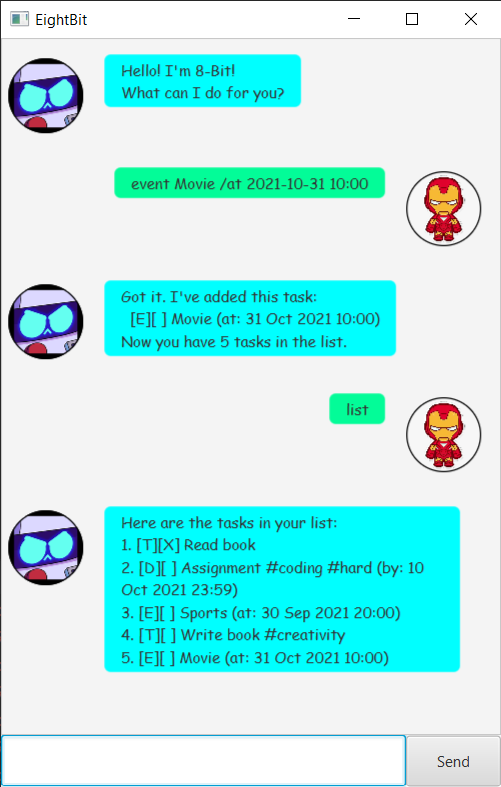 EightBit
Hello! I'm 8-Bit!
What can I do for you?
event Movie /at 2021-10-31 10:00
Got it. I've added this task:
[E][ ] Movie (at: 31 Oct 2021 10:00)
Now you have 5 tasks in the list.
list
Here are the tasks in your list:
1. [T][X] Read book
2. [D][ ] Assignment #coding #hard (by: 10
Oct 2021 23:59)
3. [E][ ] Sports (at: 30 Sep 2021 20:00)
4. [T][ ] Write book #creativity
5. [E][ ] Movie (at: 31 Oct 2021 10:00)
Send